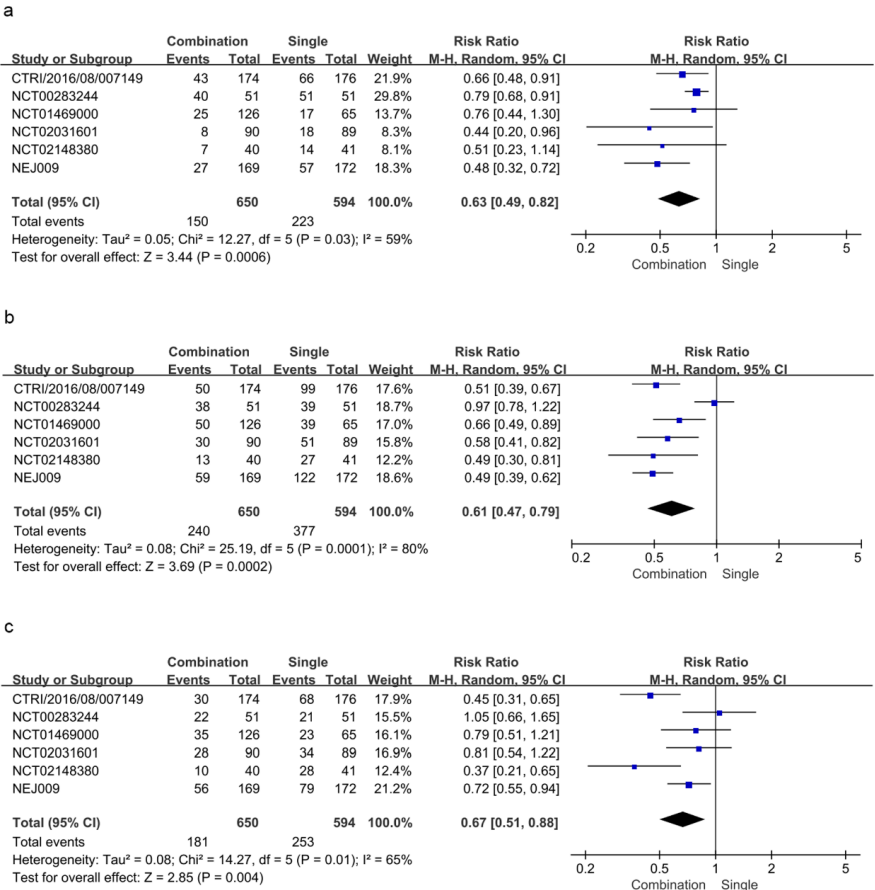 a
Combination Single Risk Ratio Risk Ratio
Study or Subgroup Events Total Events Total Weight M-H, Random, 95% CI M-H, Random, 95% CI
CTRI/2016/08/007149 43 174 66 176 21.9% 0.66 [0.48, 0.91]
NCT00283244 40 51 51 51 29.8% 0.79 [0.68, 0.91]
NCT01469000 25 126 17 65 13.7% 0.76 [0.44, 1.30]
NCT02031601 8 90 18 89 8.3% 0.44 [0.20, 0.96]
NCT02148380 7 40 14 41 8.1% 0.51 [0.23, 1.14]
NEJ009 27 169 57 172 18.3% 0.48 [0.32, 0.72]
Total (95% CI) 650 594 100.0% 0.63 [0.49, 0.82]
Total events 150 223
Heterogeneity: Tau² = 0.05; Chi² = 12.27, df = 5 (P = 0.03); I² = 59%
Test for overall effect: Z = 3.44 (P = 0.0006)
0.2 0.5 1 2 5
Combination Single
b
Combination Single Risk Ratio Risk Ratio
Study or Subgroup Events Total Events Total Weight M-H, Random, 95% CI M-H, Random, 95% CI
CTRI/2016/08/007149 50 174 99 176 17.6% 0.51 [0.39, 0.67]
NCT00283244 38 51 39 51 18.7% 0.97 [0.78, 1.22]
NCT01469000 50 126 39 65 17.0% 0.66 [0.49, 0.89]
NCT02031601 30 90 51 89 15.8% 0.58 [0.41, 0.82]
NCT02148380 13 40 27 41 12.2% 0.49 [0.30, 0.81]
NEJ009 59 169 122 172 18.6% 0.49 [0.39, 0.62]
Total (95% CI) 650 594 100.0% 0.61 [0.47, 0.79]
Total events 240 377
Heterogeneity: Tau² = 0.08; Chi² = 25.19, df = 5 (P = 0.0001); I² = 80%
Test for overall effect: Z = 3.69 (P = 0.0002)
0.2 0.5 1 2 5
Combination Single
c
Combination Single Risk Ratio Risk Ratio
Study or Subgroup Events Total Events Total Weight M-H, Random, 95% CI M-H, Random, 95% CI
CTRI/2016/08/007149 30 174 68 176 17.9% 0.45 [0.31, 0.65]
NCT00283244 22 51 21 51 15.5% 1.05 [0.66, 1.65]
NCT01469000 35 126 23 65 16.1% 0.79 [0.51, 1.21]
NCT02031601 28 90 34 89 16.9% 0.81 [0.54, 1.22]
NCT02148380 10 40 28 41 12.4% 0.37 [0.21, 0.65]
NEJ009 56 169 79 172 21.2% 0.72 [0.55, 0.94]
Total (95% CI) 650 594 100.0% 0.67 [0.51, 0.88]
Total events 181 253
Heterogeneity: Tau² = 0.08; Chi² = 14.27, df = 5 (P = 0.01); I² = 65%
Test for overall effect: Z = 2.85 (P = 0.004)
0.2 0.5 1 2 5
Combination Single